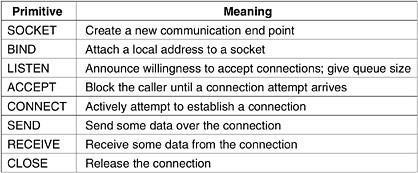 Primitive Meaning
SOCKET Create a new communication end point
BIND Attach a local address to a socket
LISTEN Announce willingness to accept connections; give queue size
ACCEPT Block the caller until a connection attempt arrives
CONNECT Actively attempt to establish a connection
SEND Send some data over the connection
RECEIVE Receive some data from the connection
CLOSE Release the connection